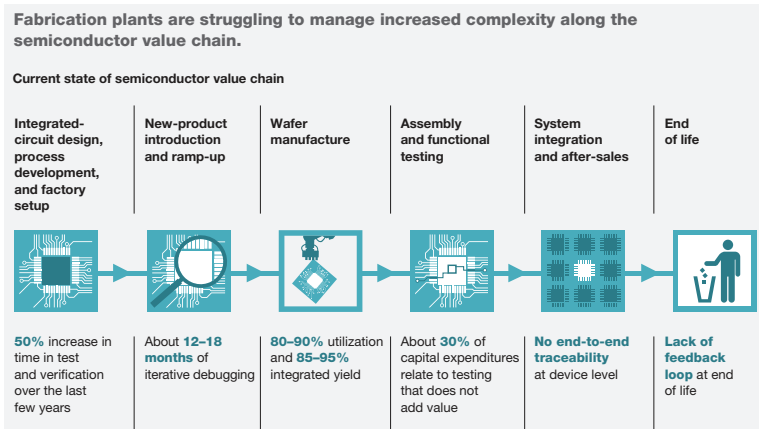 Fabrication plants are struggling to manage increased complexity along the
semiconductor value chain.
Current state of semiconductor value chain
Integrated-
circuit design,
process
development,
and factory
setup
New-product
introduction
and ramp-up
Wafer
manufacture
Assembly
and functional
testing
System
integration
and after-sales
End
of life
50% increase in
time in test
and verification
over the last
few years
About 12–18
months of
iterative debugging
80–90% utilization
and 85–95%
integrated yield
About 30% of
capital expenditures
relate to testing
that does not
add value
No end-to-end
traceability
at device level
Lack of
feedback
loop at end
of life